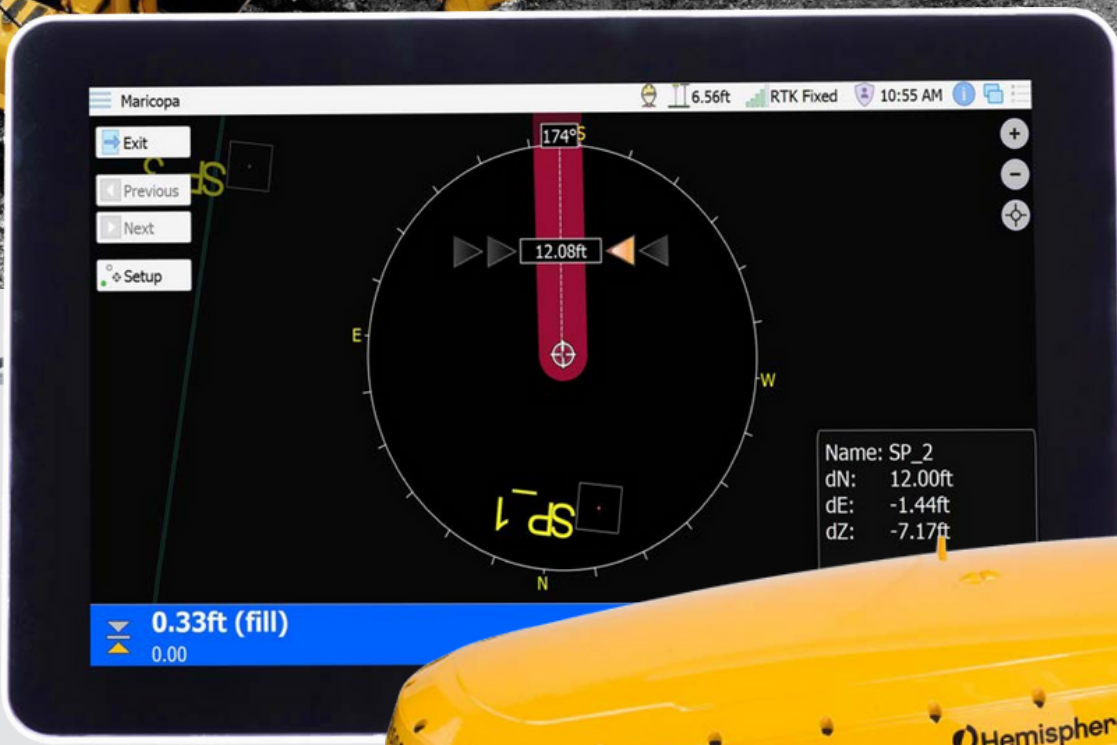 Maricopa
6.56ft
RTK Fixed
10:55 AM
Exit
Previous
Next
Setup
174°
S
12.08ft
E
W
N
SP_1
Name: SP_2
dN: 12.00ft
dE: -1.44ft
dZ: -7.17ft
0.33ft (fill)
0.00
Hemispher